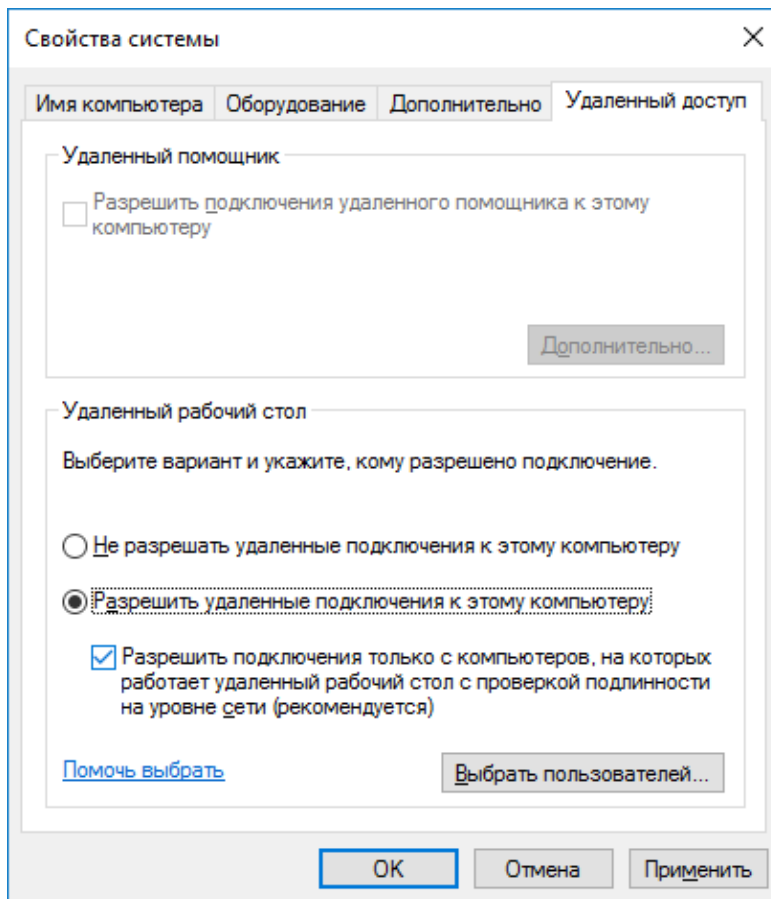 Свойства системы
Имя компьютера Оборудование Дополнительно Удаленный доступ
Удаленный помощник
Разрешить подключения удаленного помощника к этому
компьютеру
Дополнительно...
Удаленный рабочий стол
Выберите вариант и укажите, кому разрешено подключение.
Не разрешать удаленные подключения к этому компьютеру
Разрешить удаленные подключения к этому компьютеру
Разрешить подключения только с компьютеров, на которых
работает удаленный рабочий стол с проверкой подлинности
на уровне сети (рекомендуется)
Помочь выбрать
Выбрать пользователей...
ОК Отмена Применить